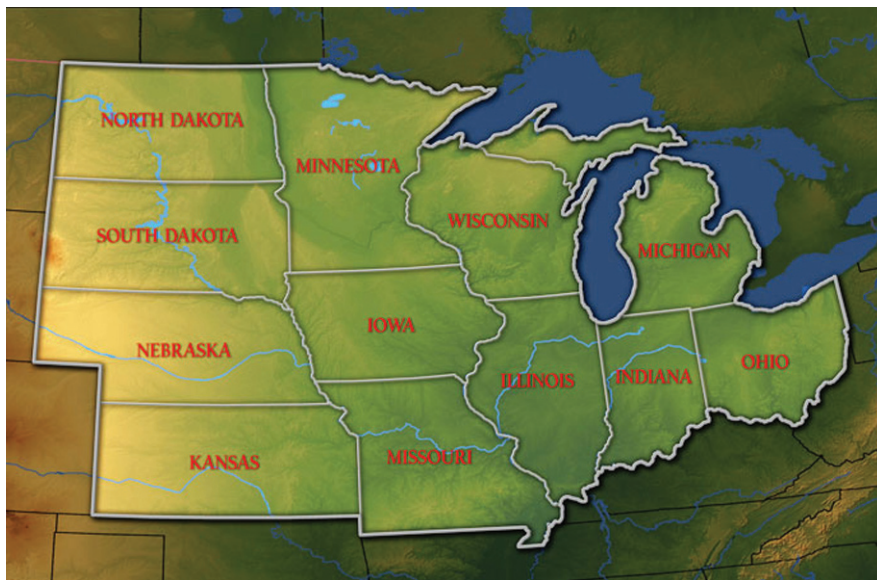 NORTH DAKOTA
MINNESOTA
SOUTH DAKOTA
WISCONSIN
MICHIGAN
IOWA
NEBRASKA
ILLINOIS
INDIANA
OHIO
KANSAS
MISSOURI